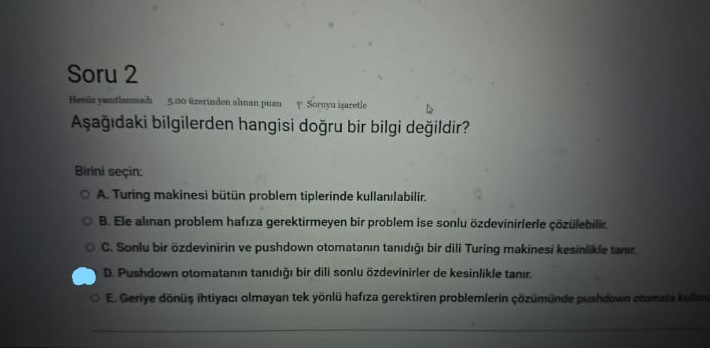 Soru 2
Henüz yanıtlanmadı 5.00 üzerinden alınan puan Soruyu işaretle
Aşağıdaki bilgilerden hangisi doğru bir bilgi değildir?
Birini seçin:
A. Turing makinesi bütün problem tiplerinde kullanılabilir.
B. Ele alınan problem hafıza gerektirmeyen bir problem ise sonlu özdevinirlerle çözülebilir.
C. Sonlu bir özdevinirin ve pushdown otomatanın tanıdığı bir dili Turing makinesi kesinlikle tanır.
D. Pushdown otomatanın tanıdığı bir dili sonlu özdevinirler de kesinlikle tanır.
E. Geriye dönüş ihtiyacı olmayan tek yönlü hafıza gerektiren problemlerin çözümünde pushdown otomata